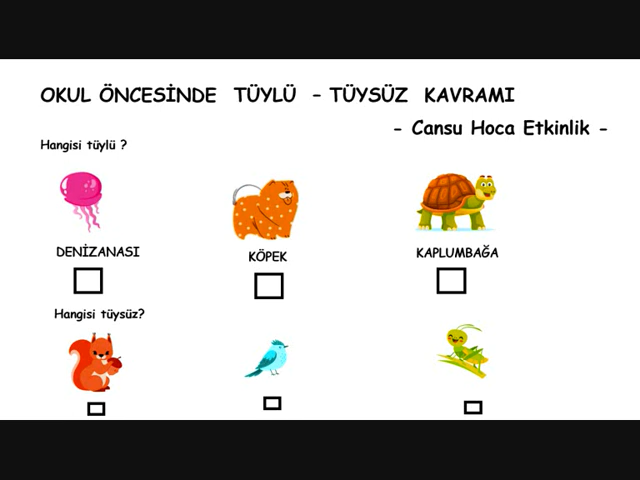 OKUL ÖNCESİNDE TÜYLÜ – TÜYSÜZ KAVRAMI
- Cansu Hoca Etkinlik -
Hangisi tüylü ?
DENİZANASI
KÖPEK
KAPLUMBAĞA
Hangisi tüysüz?